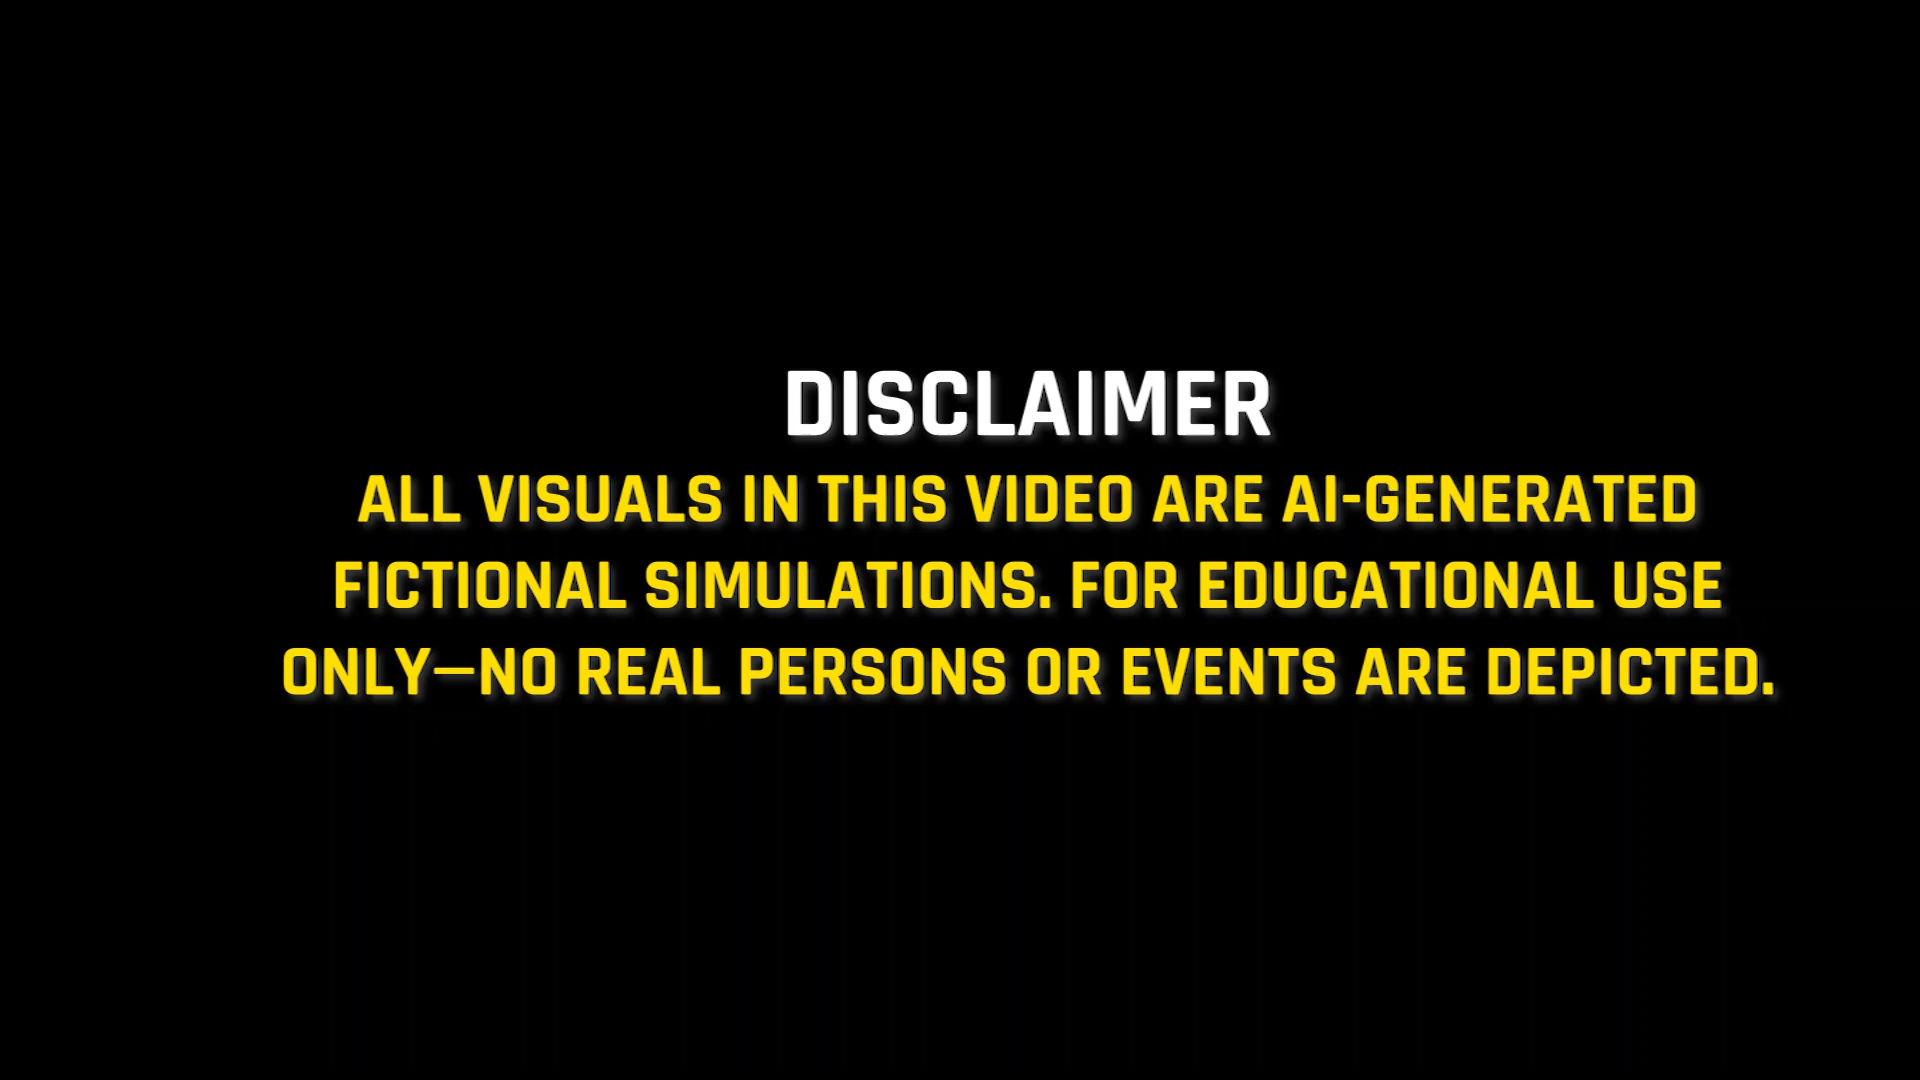 DISCLAIMER
ALL VISUALS IN THIS VIDEO ARE AI-GENERATED
FICTIONAL SIMULATIONS. FOR EDUCATIONAL USE
ONLY—NO REAL PERSONS OR EVENTS ARE DEPICTED.